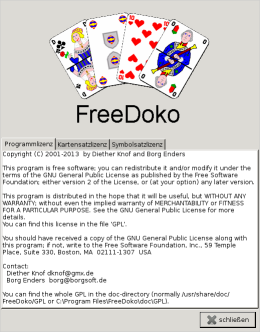 FreeDoko
Programmlizenz Kartensatzlizenz Symbolsatzlizenz
Copyright (C) 2001-2013 by Diether Knof and Borg Enders
This program is free software; you can redistribute it and/or modify it under the
terms of the GNU General Public License as published by the Free Software
Foundation; either version 2 of the License, or (at your option) any later version.
This program is distributed in the hope that it will be useful, but WITHOUT ANY
WARRANTY; without even the implied warranty of MERCHANTABILITY or FITNESS
FOR A PARTICULAR PURPOSE. See the GNU General Public License for more
details.
You can find this license in the file 'GPL'.
You should have received a copy of the GNU General Public License along with
this program; if not, write to the Free Software Foundation, Inc., 59 Temple
Place, Suite 330, Boston, MA 02111-1307 USA
Contact:
Diether Knof dknof@gmx.de
Borg Enders borg@borgsoft.de
You can find the whole GPL in the doc-directory (normally /usr/share/doc/
FreeDoko/GPL or C:\Program Files\FreeDoko\doc\GPL).
schließen